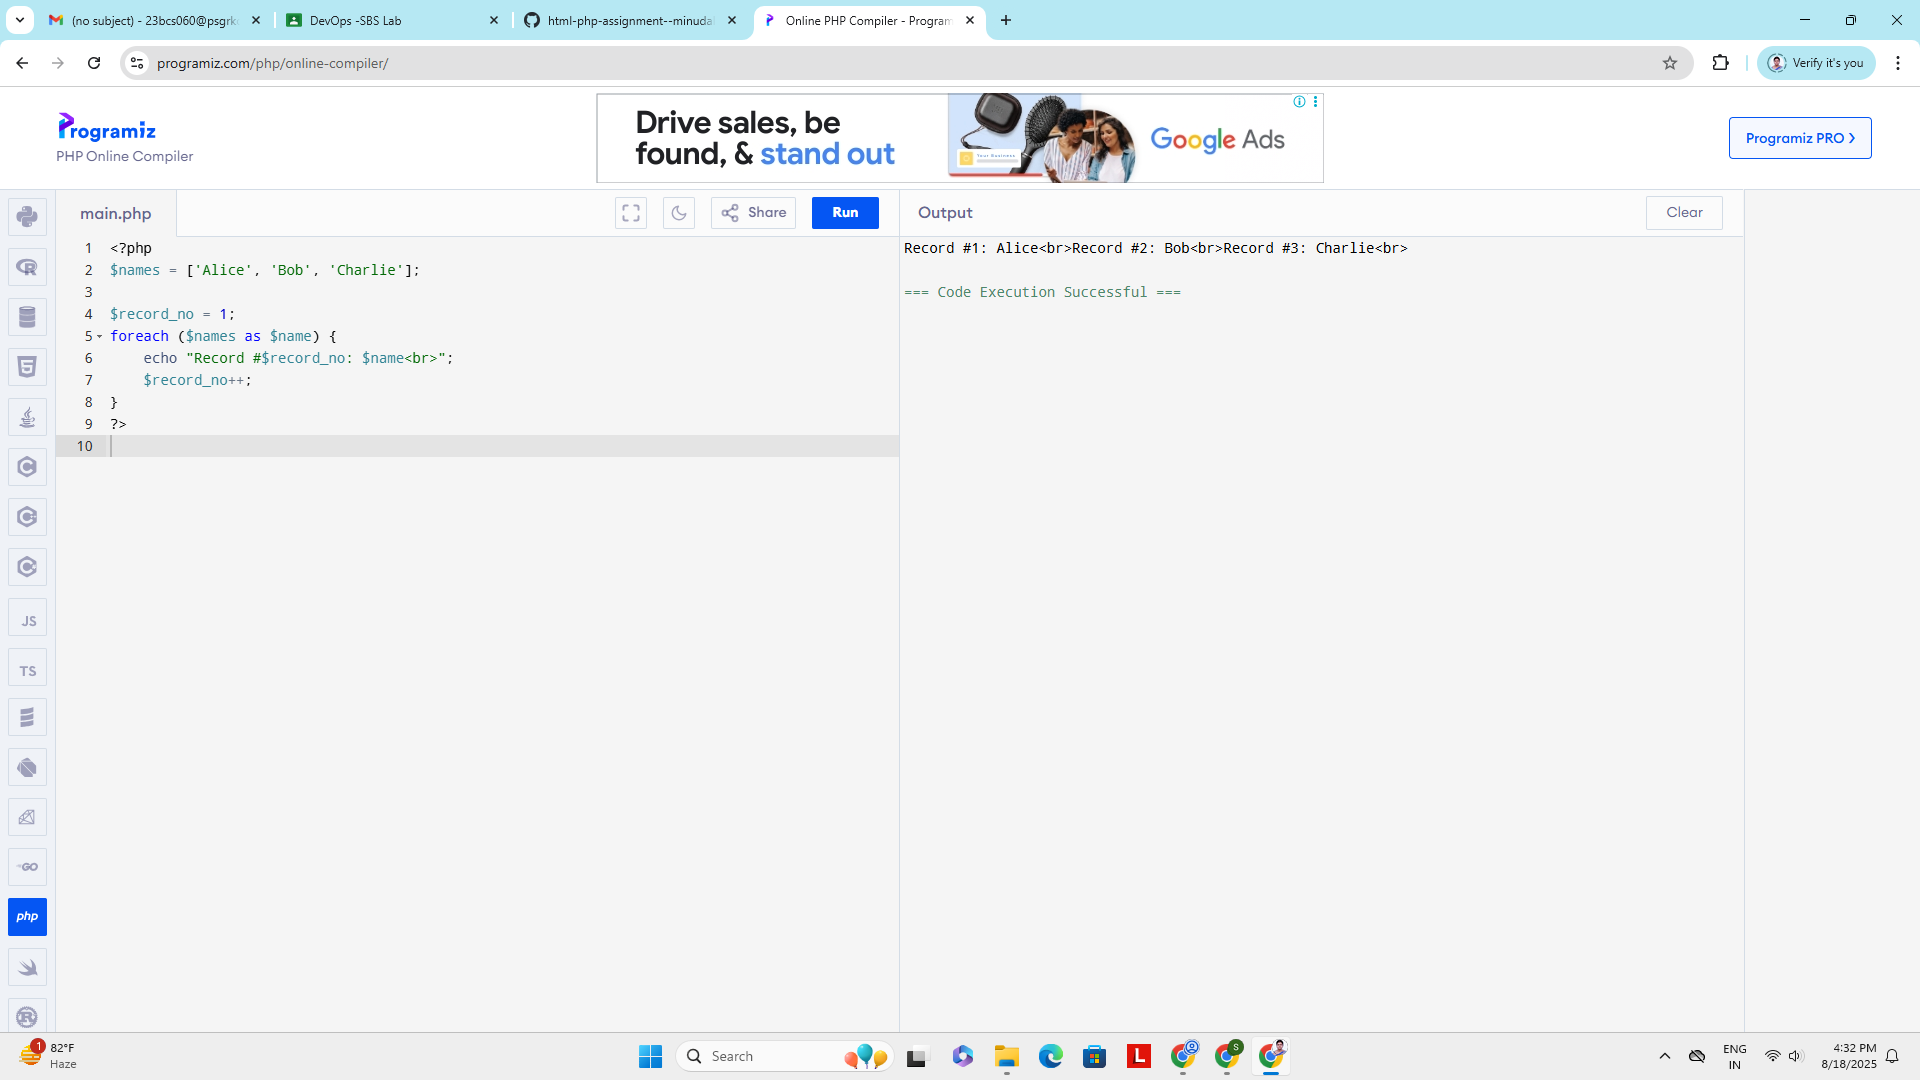 (no subject) - 23bcs060@psgrk
DevOps -SBS Lab
html-php-assignment--minuda
Online PHP Compiler - Program
programiz.com/php/online-compiler/
Verify it's you
Programiz
PHP Online Compiler
Drive sales, be
found, & stand out
Your Business
Google Ads
Programiz PRO
main.php
Share
Run
Output
Clear
1 <?php
2 $names = ['Alice', 'Bob', 'Charlie'];
3
4 $record_no = 1;
5 foreach ($names as $name) {
6 echo "Record #$record_no: $name<br>";
7 $record_no++;
8 }
9 ?>
10
Record #1: Alice<br>Record #2: Bob<br>Record #3: Charlie<br>
=== Code Execution Successful ===
R
5
C
C
C
JS
TS
GO
php
R
1
82°F
Haze
Search
L
S
ENG
IN
4:32 PM
8/18/2025